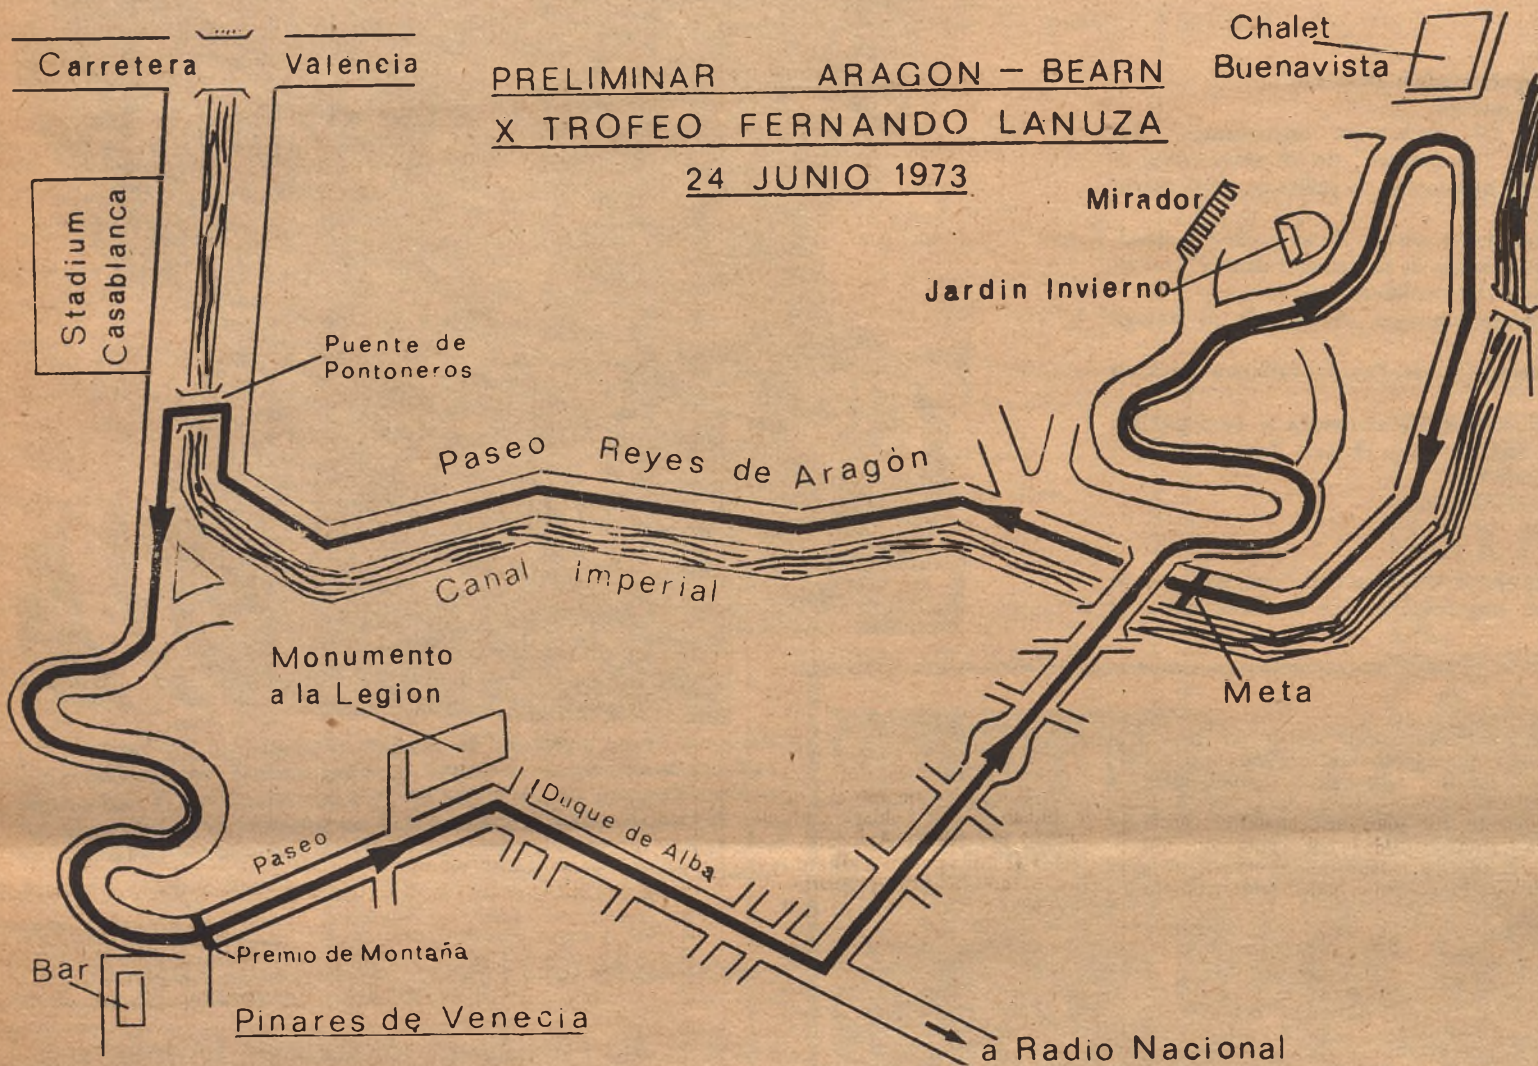 Carretera Valencia
PRELIMINAR ARAGON – BEARN
X TROFEO FERNANDO LANUZA
24 JUNIO 1973
Chalet
Buenavista
Mirador
Jardin Invierno
Stadium
Casablanca
Puente de
Pontoneros
Paseo Reyes de Aragòn
Canal imperial
Monumento
a la Legion
Meta
Paseo Duque de Alba
Premio de Montaña
Bar
Pinares de Venecia
a Radio Nacional